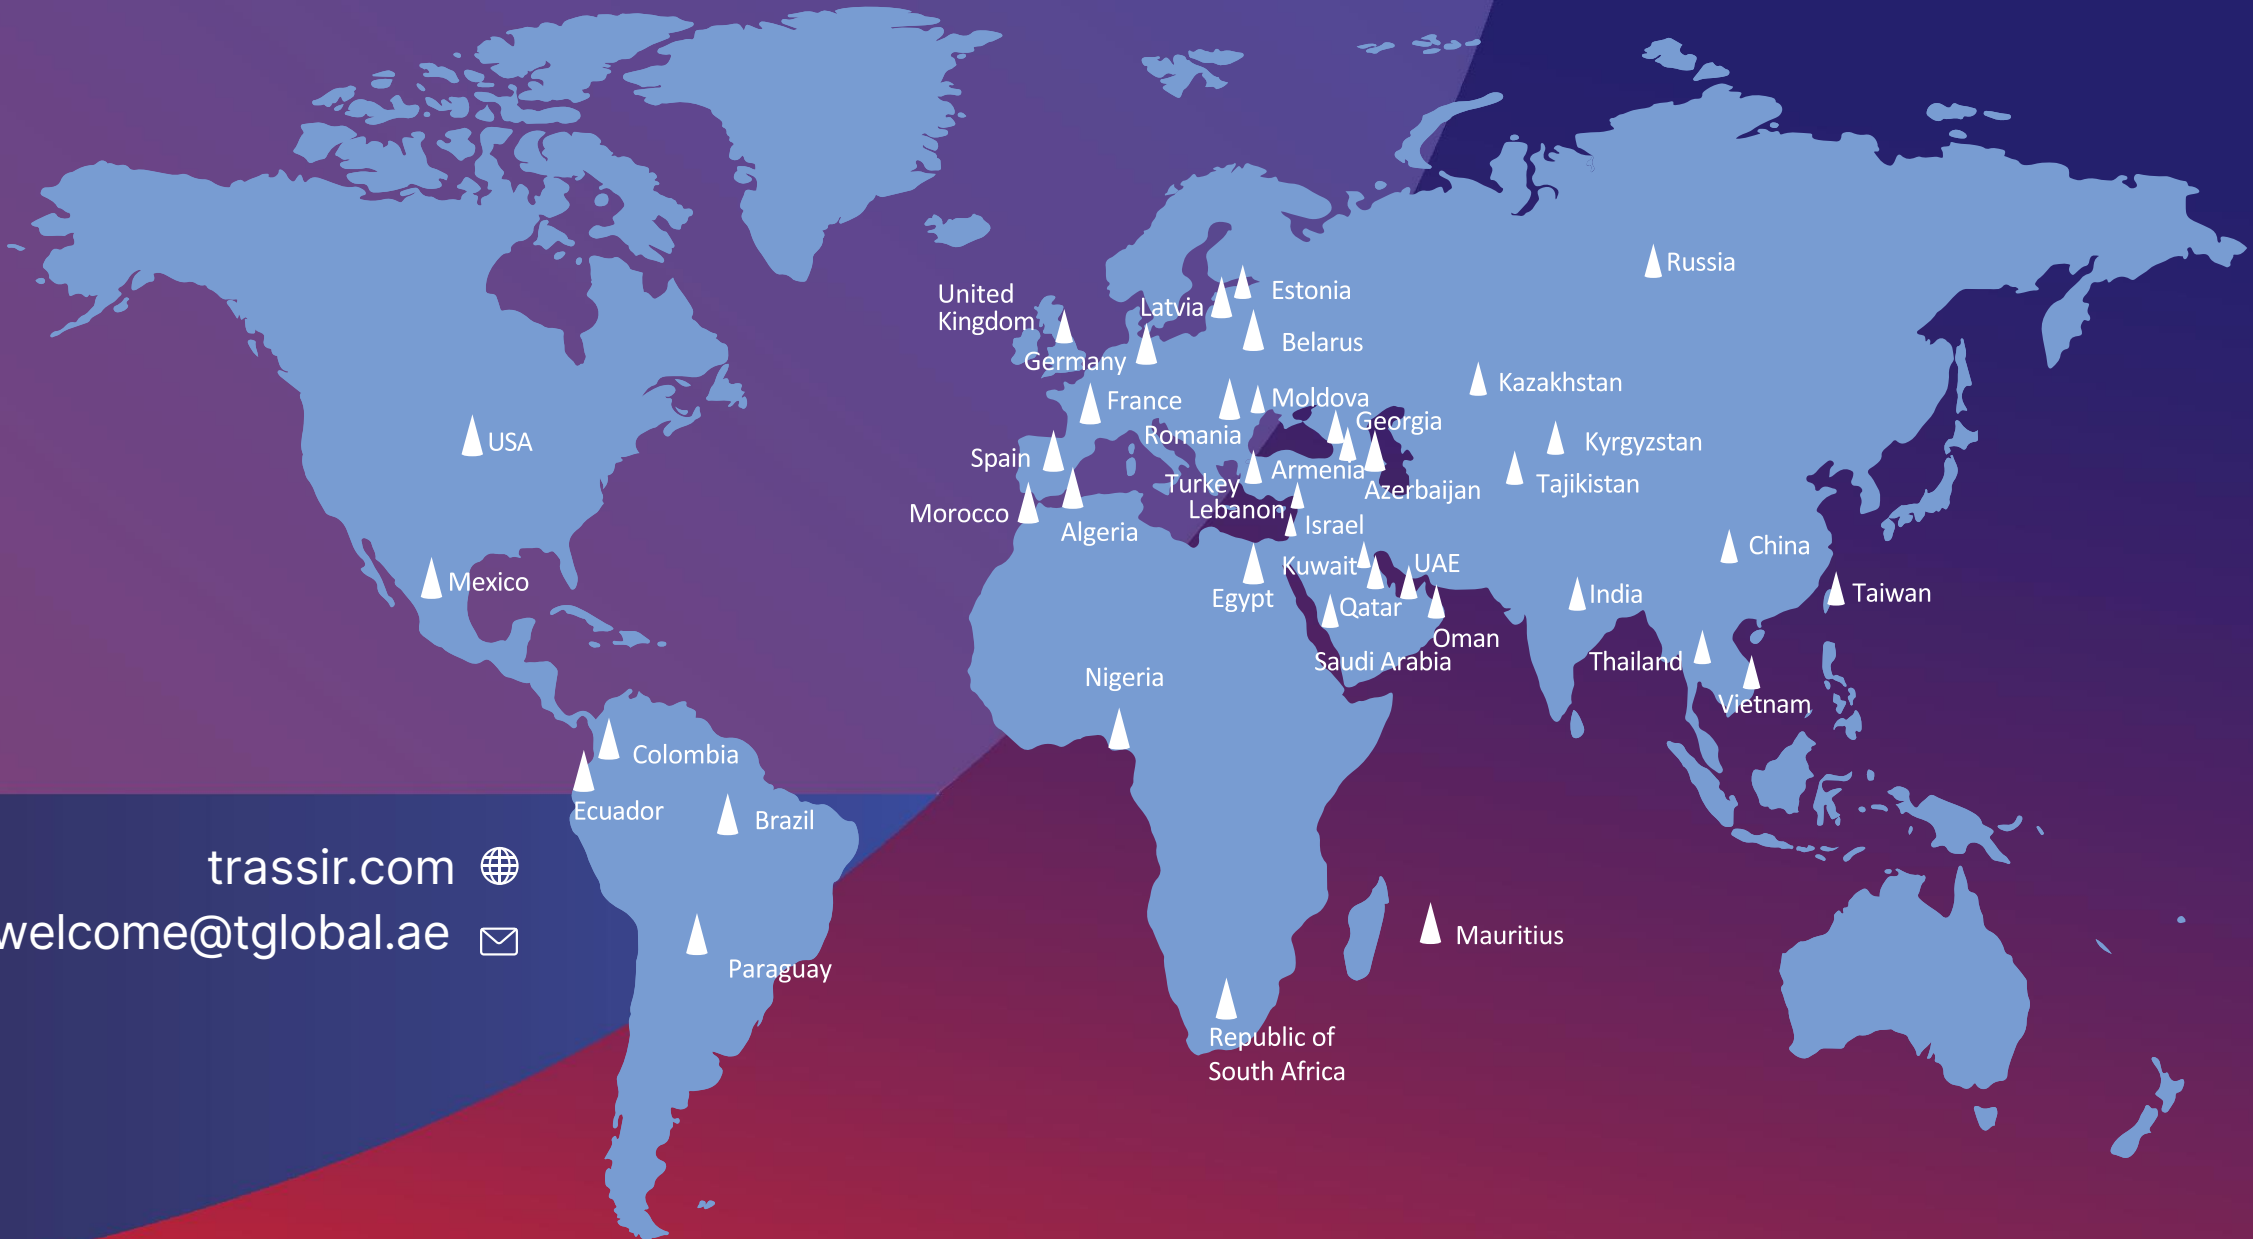 Russia
United
Kingdom
Estonia
Latvia
Belarus
Germany
Kazakhstan
France
Moldova
Georgia
Romania
USA
Kyrgyzstan
Spain
Armenia
Turkey
Tajikistan
Azerbaijan
Lebanon
Morocco
Israel
Algeria
China
Kuwait
UAE
Mexico
India
Taiwan
Egypt
Qatar
Oman
Saudi Arabia
Thailand
Nigeria
Vietnam
Colombia
Ecuador
Brazil
trassir.com
welcome@tglobal.ae
Mauritius
Paraguay
Republic of
South Africa